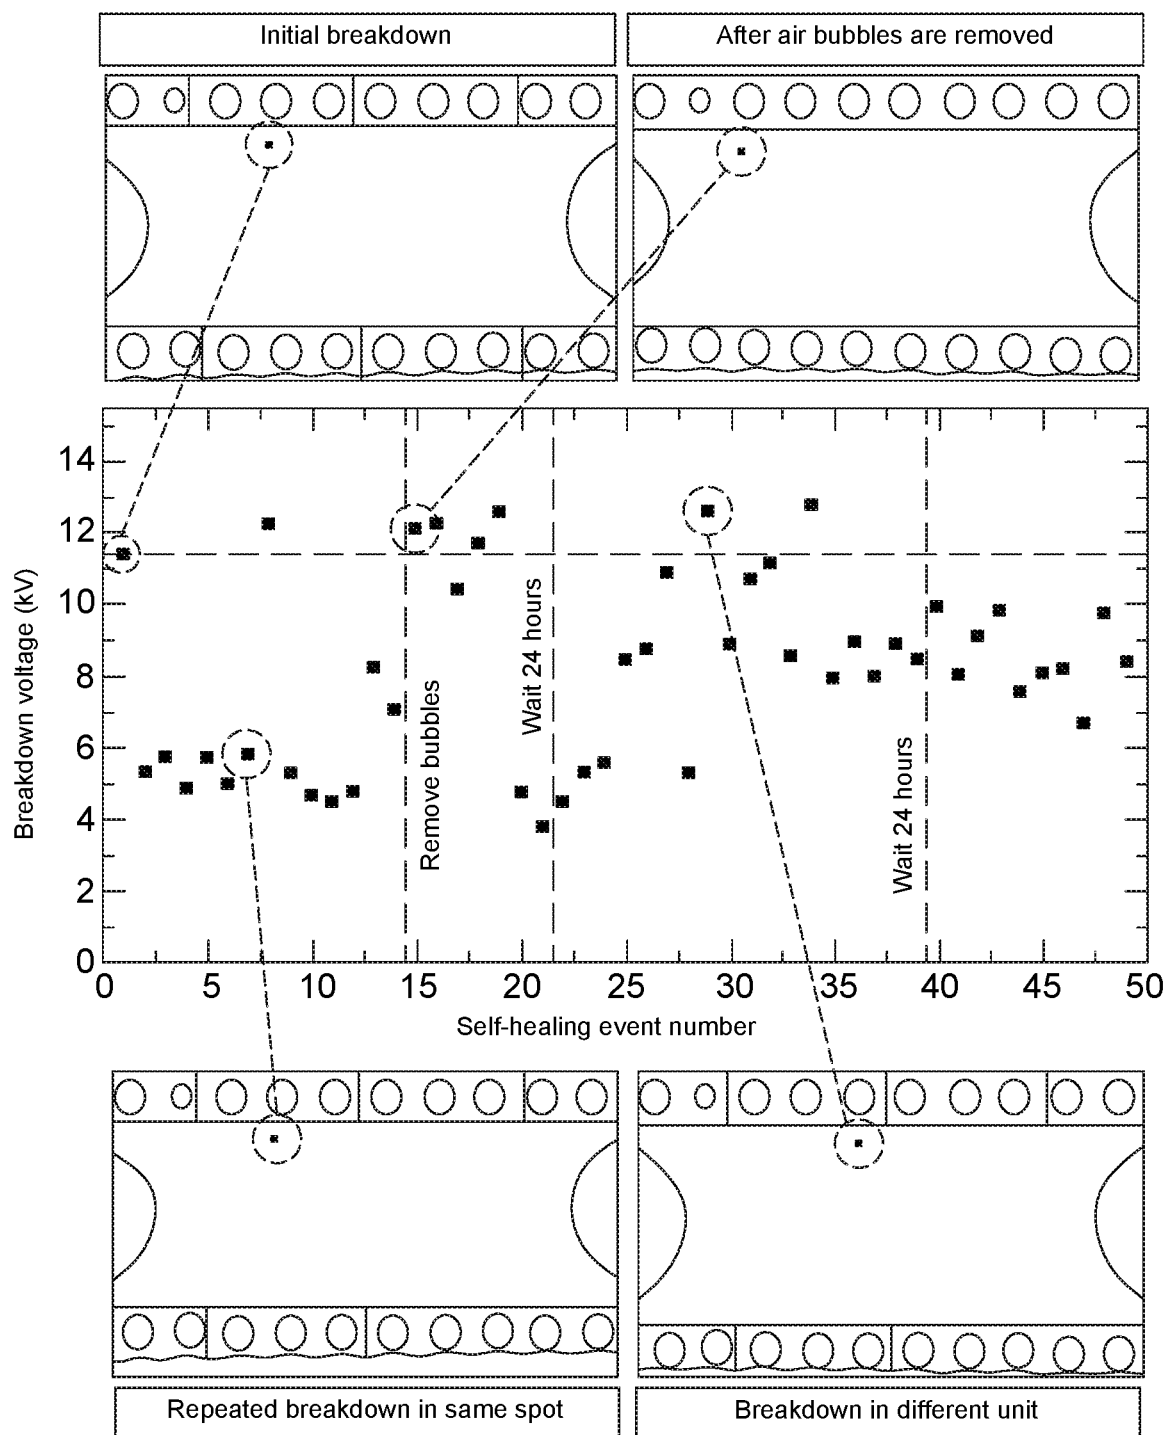 Initial breakdown
After air bubbles are removed
14
12
10
8
6
4
2
0
Breakdown voltage (kV)
Remove bubbles
Wait 24 hours
Wait 24 hours
0 5 10 15 20 25 30 35 40 45 50
Self-healing event number
Repeated breakdown in same spot
Breakdown in different unit